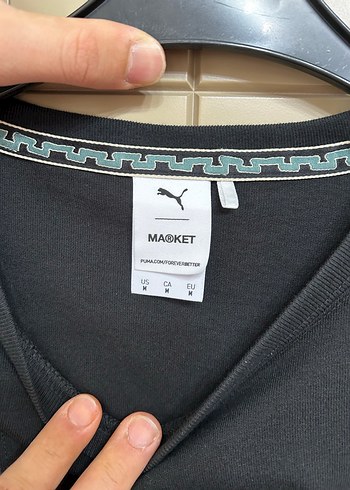 MA®KET
PUMA.COM/FOREVERBETTER
US CA EU
M M M